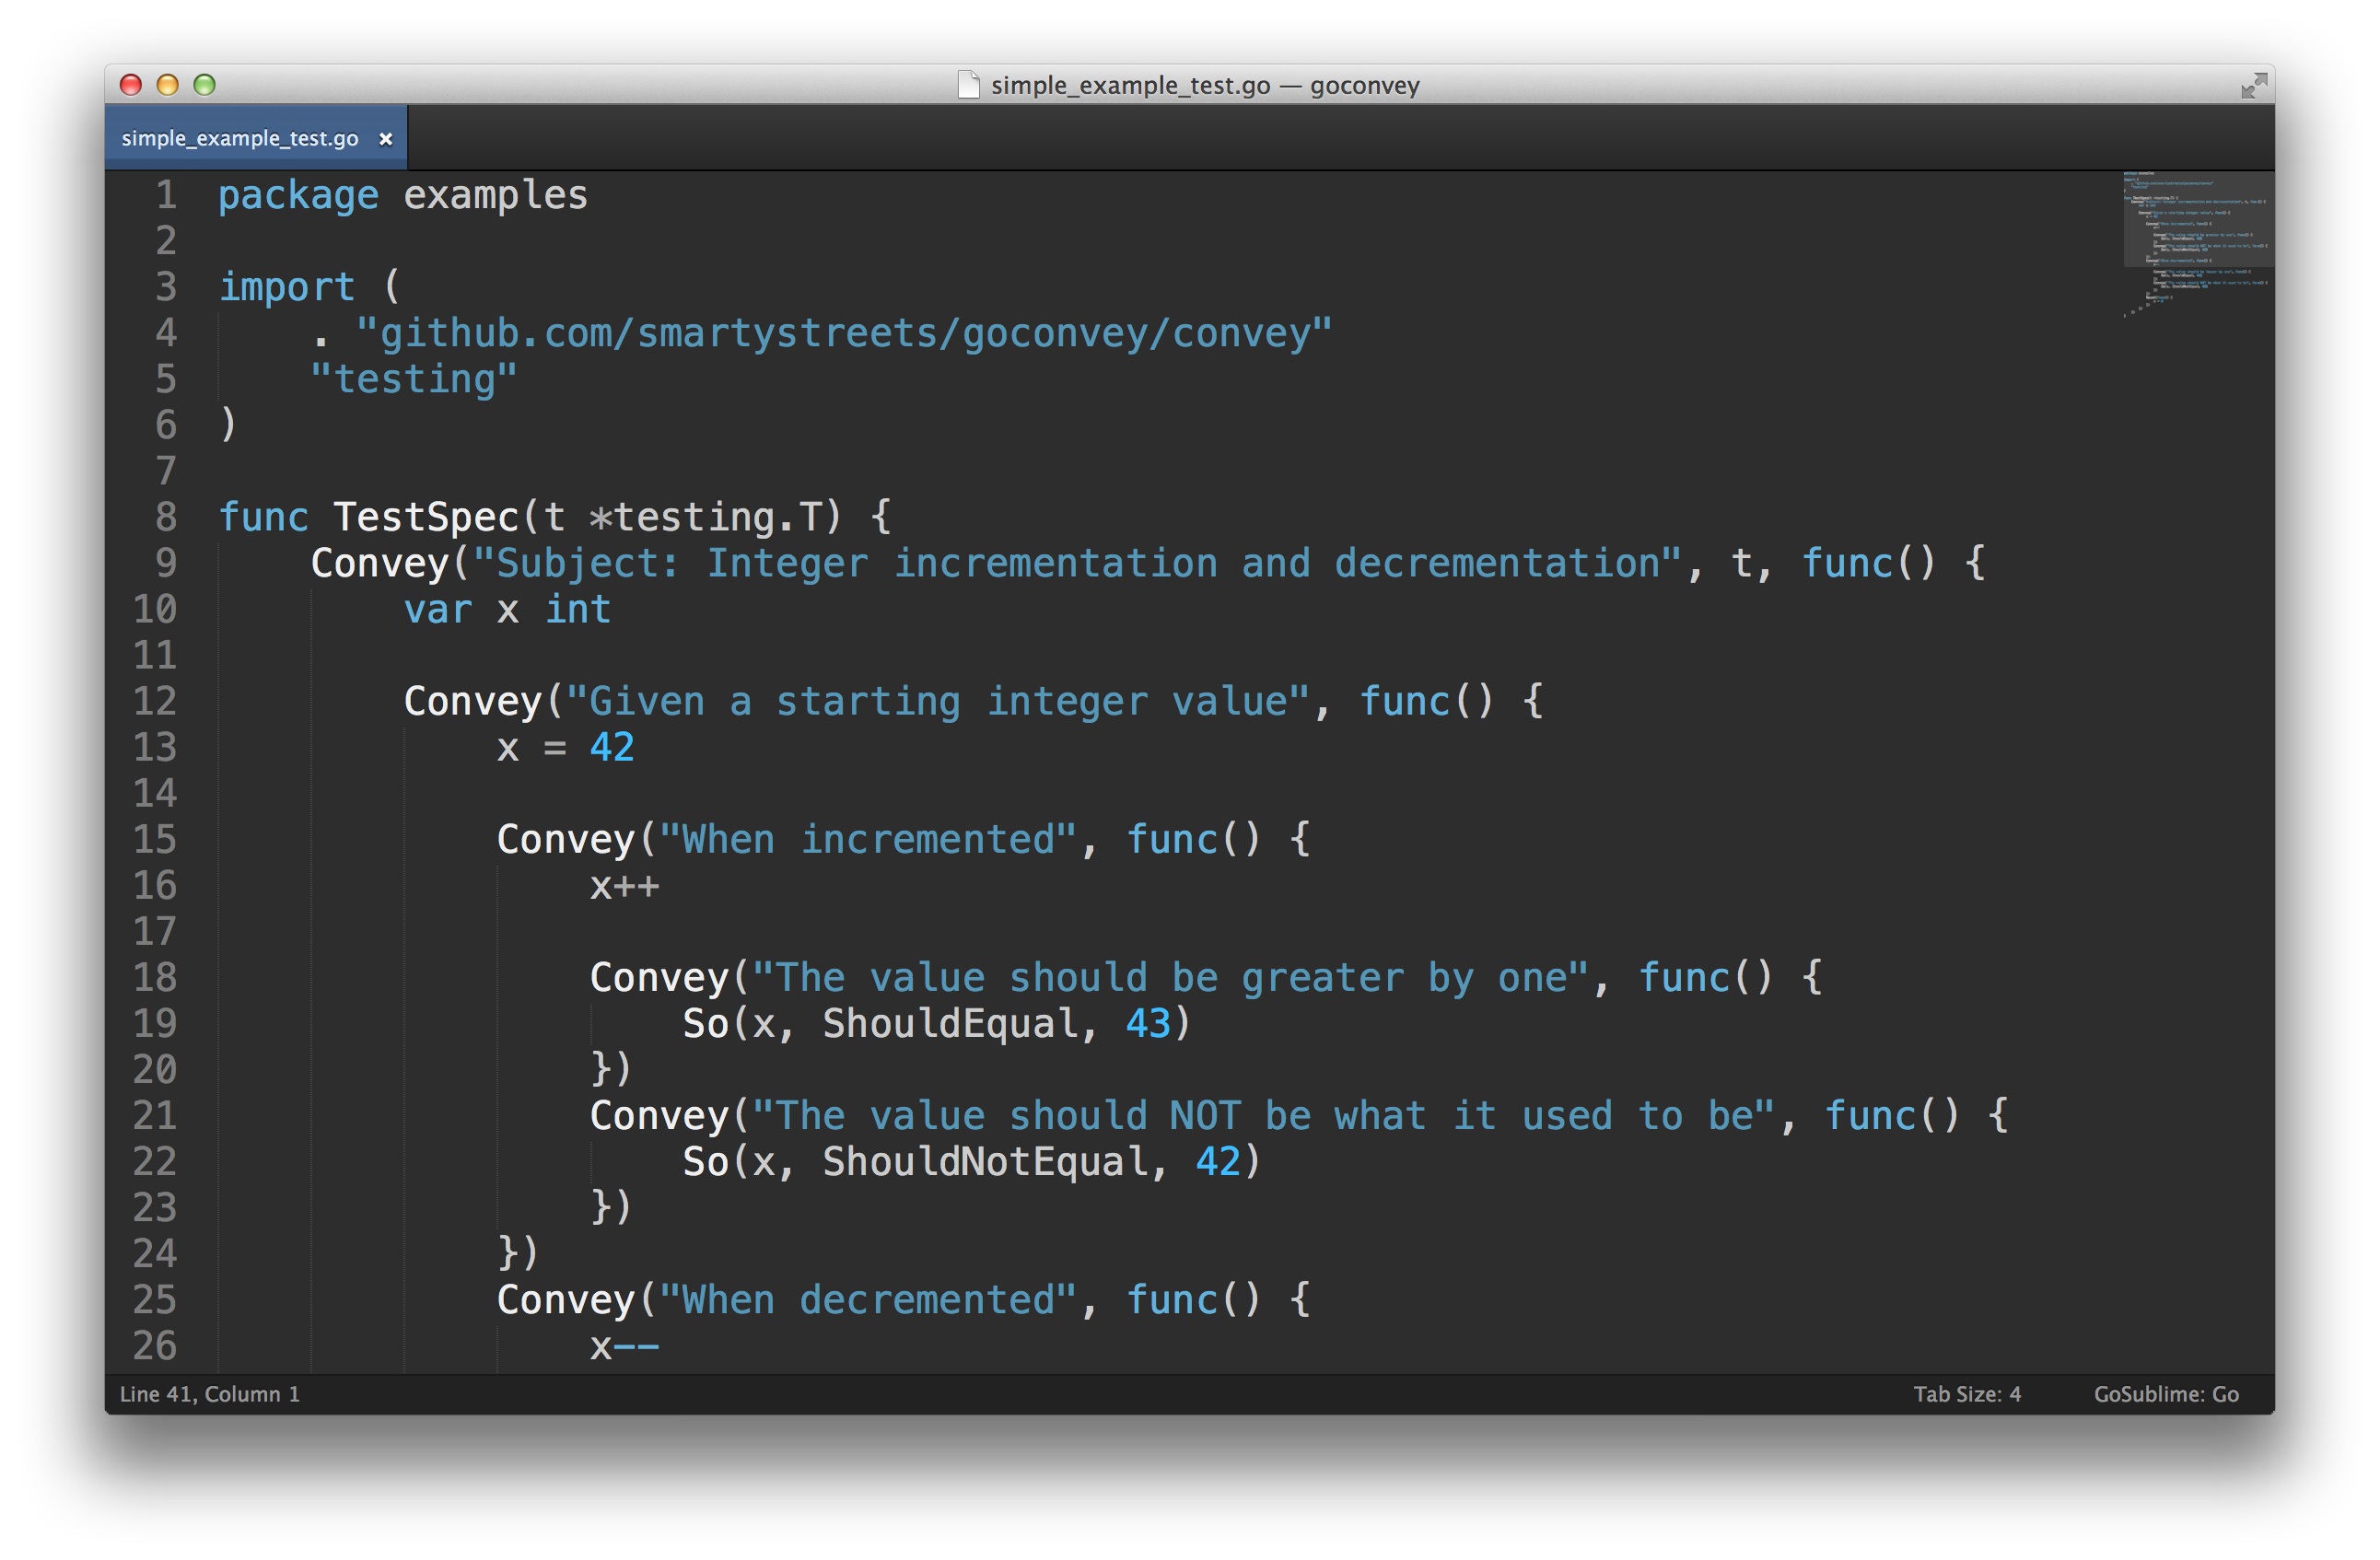 simple_example_test.go — goconvey
simple_example_test.go ×
1 package examples
2
3 import (
4     . "github.com/smartystreets/goconvey/convey"
5     "testing"
6 )
7
8 func TestSpec(t *testing.T) {
9     Convey("Subject: Integer incrementation and decrementation", t, func() {
10         var x int
11
12         Convey("Given a starting integer value", func() {
13             x = 42
14
15             Convey("When incremented", func() {
16                 x++
17
18                 Convey("The value should be greater by one", func() {
19                     So(x, ShouldEqual, 43)
20                 })
21                 Convey("The value should NOT be what it used to be", func() {
22                     So(x, ShouldNotEqual, 42)
23                 })
24             })
25             Convey("When decremented", func() {
26                 x--
Line 41, Column 1
Tab Size: 4
GoSublime: Go